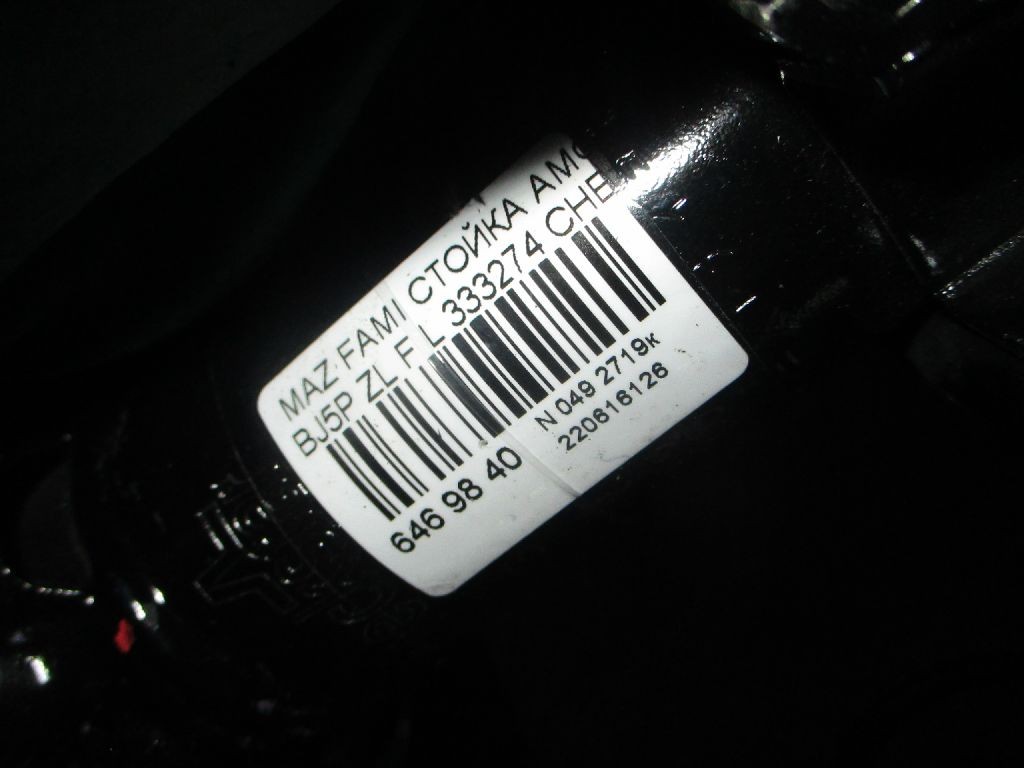 MAZ FAMI СТОЙКА АМО
BJ5P ZL F L 333274 CHE
646 98 40
N 049 2719к
220616126